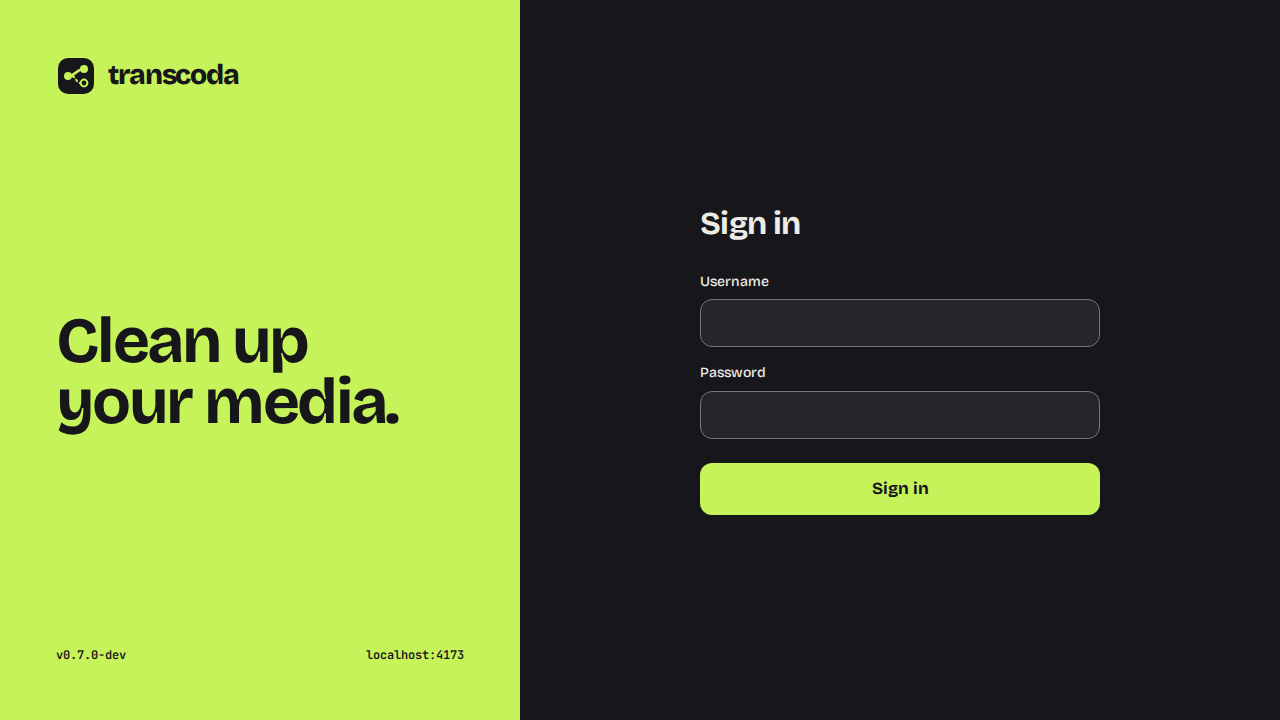 transcoda
Clean up
your media.
v0.7.0-dev
localhost:4173
Sign in
Username
Password
Sign in